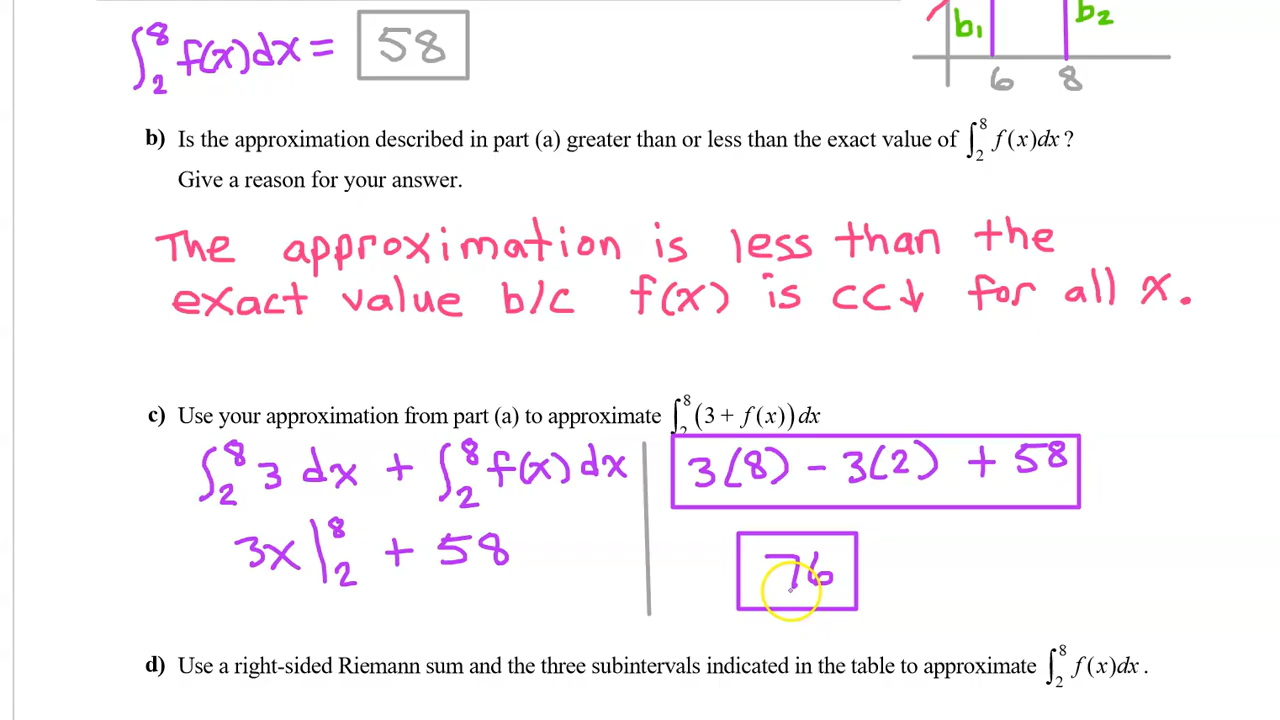 ∫₂⁸ f(x)dx = 58
b₁ b₂
6 8
b) Is the approximation described in part (a) greater than or less than the exact value of ∫₂⁸ f(x)dx ?
Give a reason for your answer.
The approximation is less than the
exact value b/c f(x) is cc↓ for all x.
c) Use your approximation from part (a) to approximate ∫₂⁸ (3 + f(x)) dx
∫₂⁸ 3 dx + ∫₂⁸ f(x) dx
3x |₂⁸ + 58
3(8) - 3(2) + 58
76
d) Use a right-sided Riemann sum and the three subintervals indicated in the table to approximate ∫₂⁸ f(x)dx .